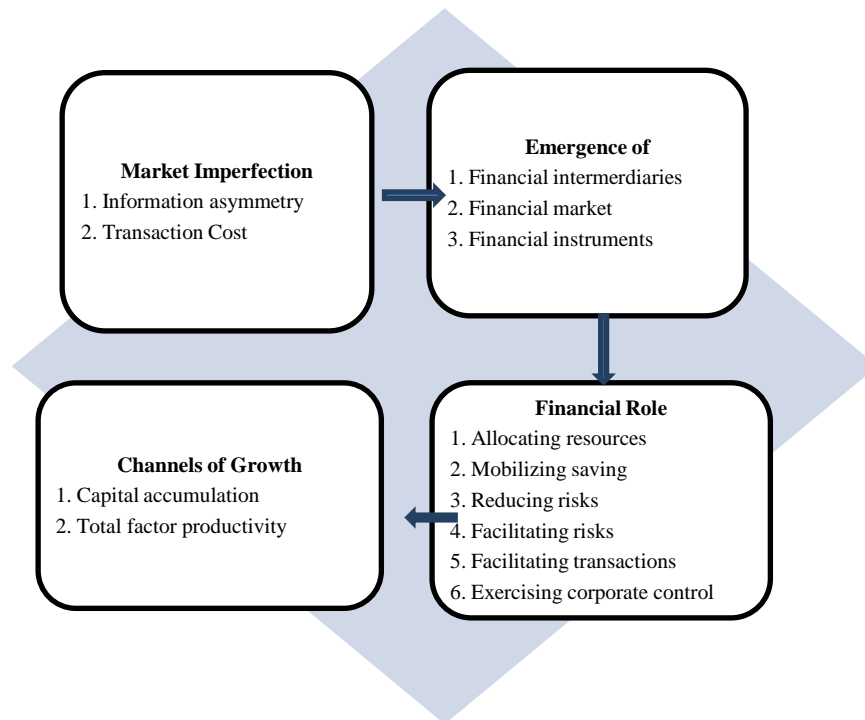 Market Imperfection
1. Information asymmetry
2. Transaction Cost
Emergence of
1. Financial intermerdiaries
2. Financial market
3. Financial instruments
Channels of Growth
1. Capital accumulation
2. Total factor productivity
Financial Role
1. Allocating resources
2. Mobilizing saving
3. Reducing risks
4. Facilitating risks
5. Facilitating transactions
6. Exercising corporate control